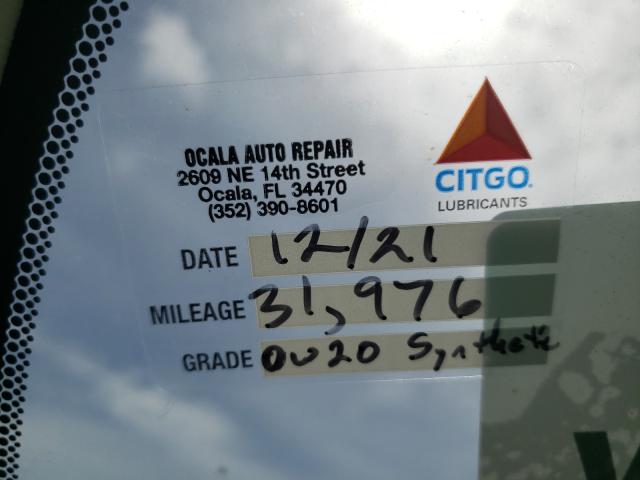 OCALA AUTO REPAIR
2609 NE 14th Street
Ocala, FL 34470
(352) 390-8601
CITGO
LUBRICANTS
DATE 12/21
MILEAGE 31,976
GRADE 0W20 Synthetic